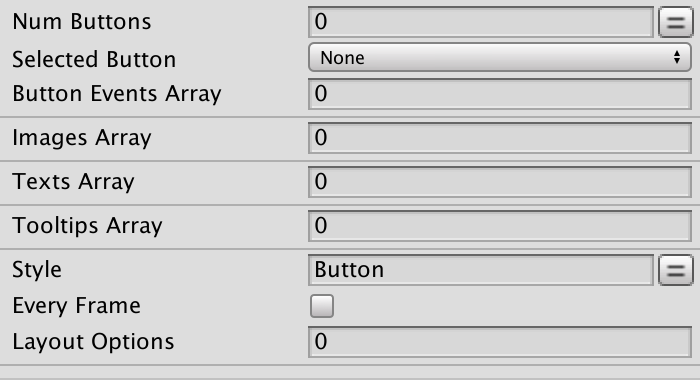 Num Buttons 0
Selected Button None
Button Events Array 0
Images Array 0
Texts Array 0
Tooltips Array 0
Style Button
Every Frame
Layout Options 0